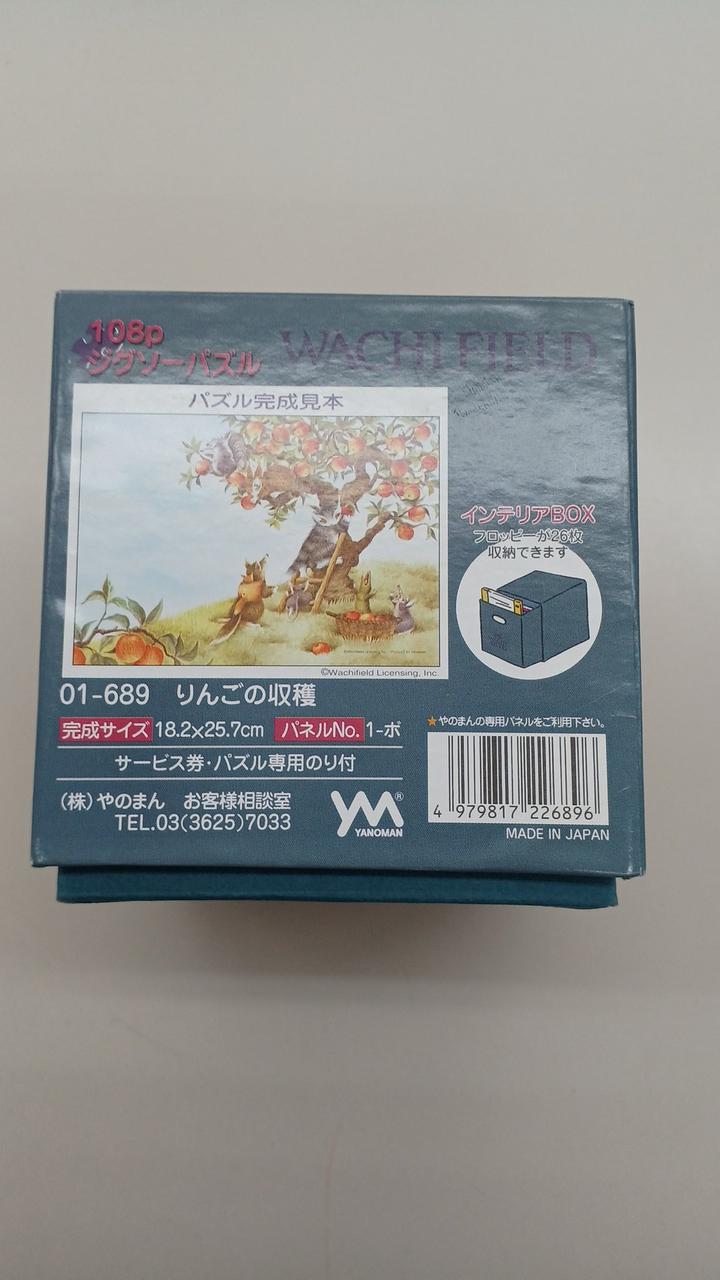 108p
ジグソーパズル
WACHIFIELD
パズル完成見本
インテリアBOX
フロッピーが26枚
収納できます
©Wachifield Licensing, Inc.
01-689 りんごの収穫
完成サイズ 18.2×25.7cm パネルNo. 1-ボ
★やのまんの専用パネルをご利用下さい。
サービス券・パズル専用のり付
(株)やのまん お客様相談室
TEL.03(3625)7033
YM®
YANOMAN
4 979817 226896
MADE IN JAPAN